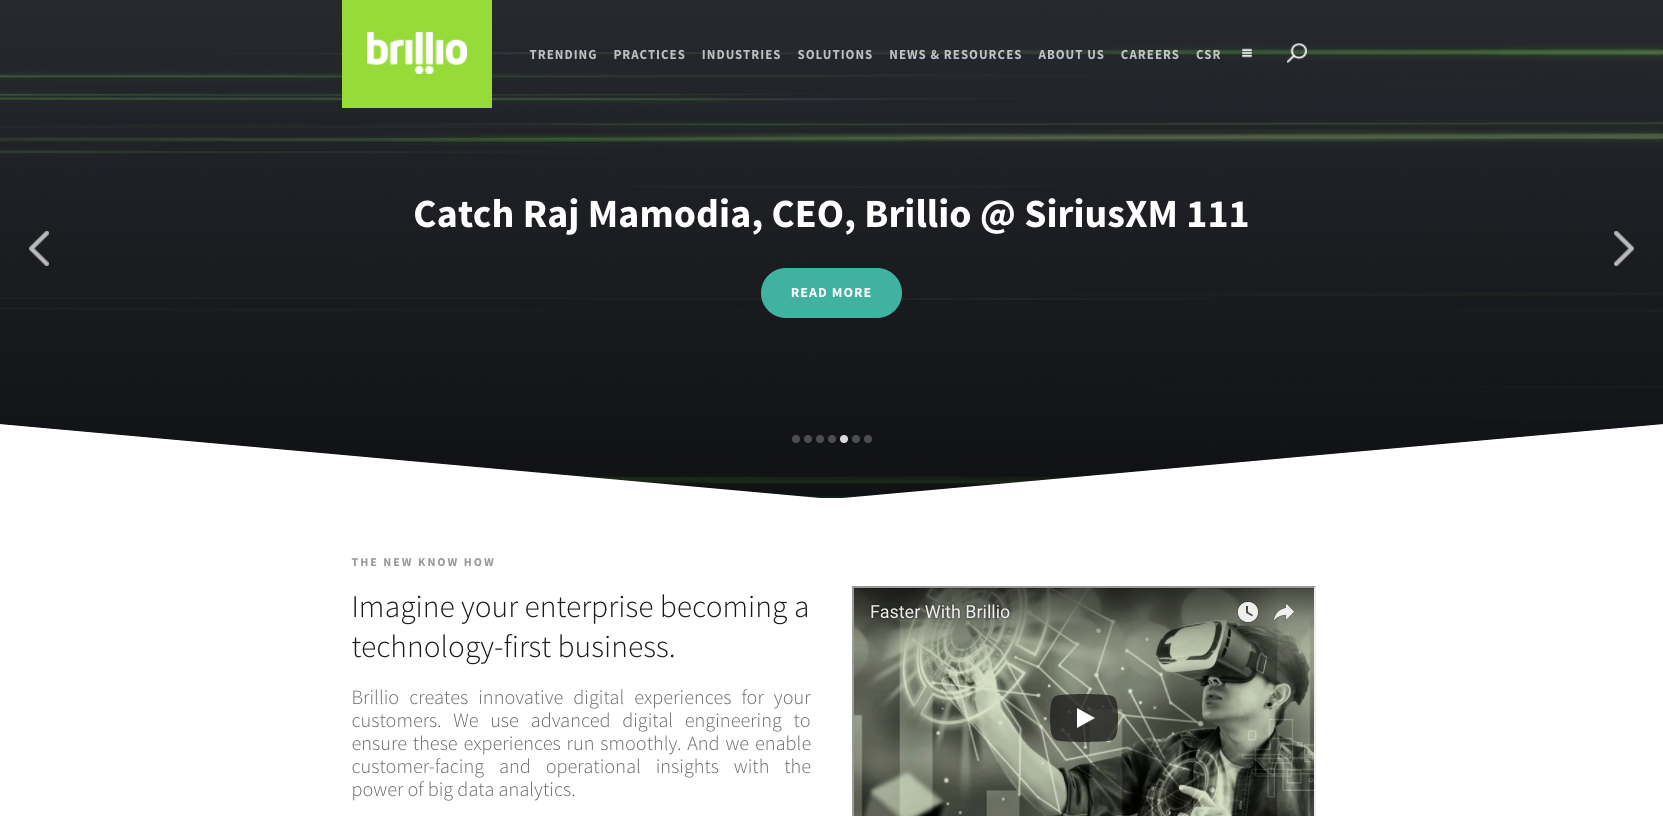 brillio
TRENDING PRACTICES INDUSTRIES SOLUTIONS NEWS & RESOURCES ABOUT US CAREERS CSR
Catch Raj Mamodia, CEO, Brillio @ SiriusXM 111
READ MORE
THE NEW KNOW HOW
Imagine your enterprise becoming a
technology-first business.
Brillio creates innovative digital experiences for your
customers. We use advanced digital engineering to
ensure these experiences run smoothly. And we enable
customer-facing and operational insights with the
power of big data analytics.
Faster With Brillio